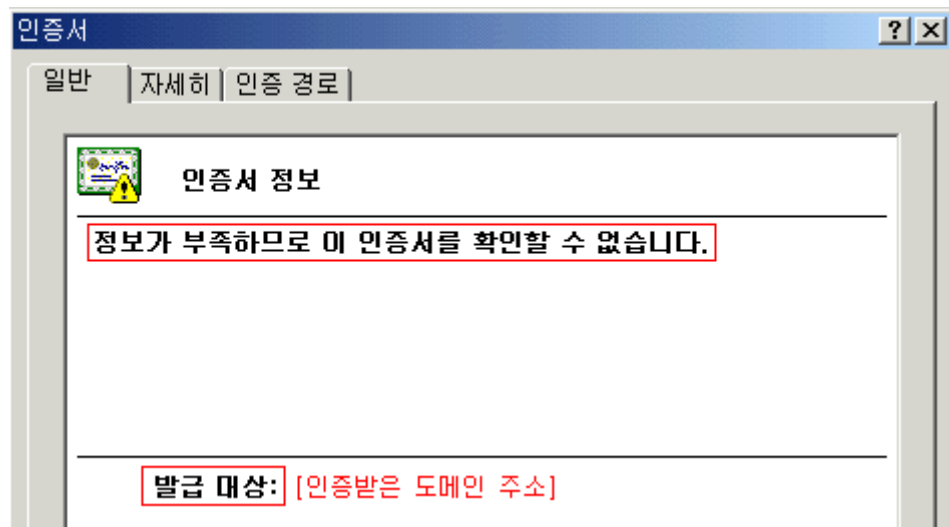 인증서
일반 자세히 인증 경로
인증서 정보
정보가 부족하므로 이 인증서를 확인할 수 없습니다.
발급 대상: [인증받은 도메인 주소]